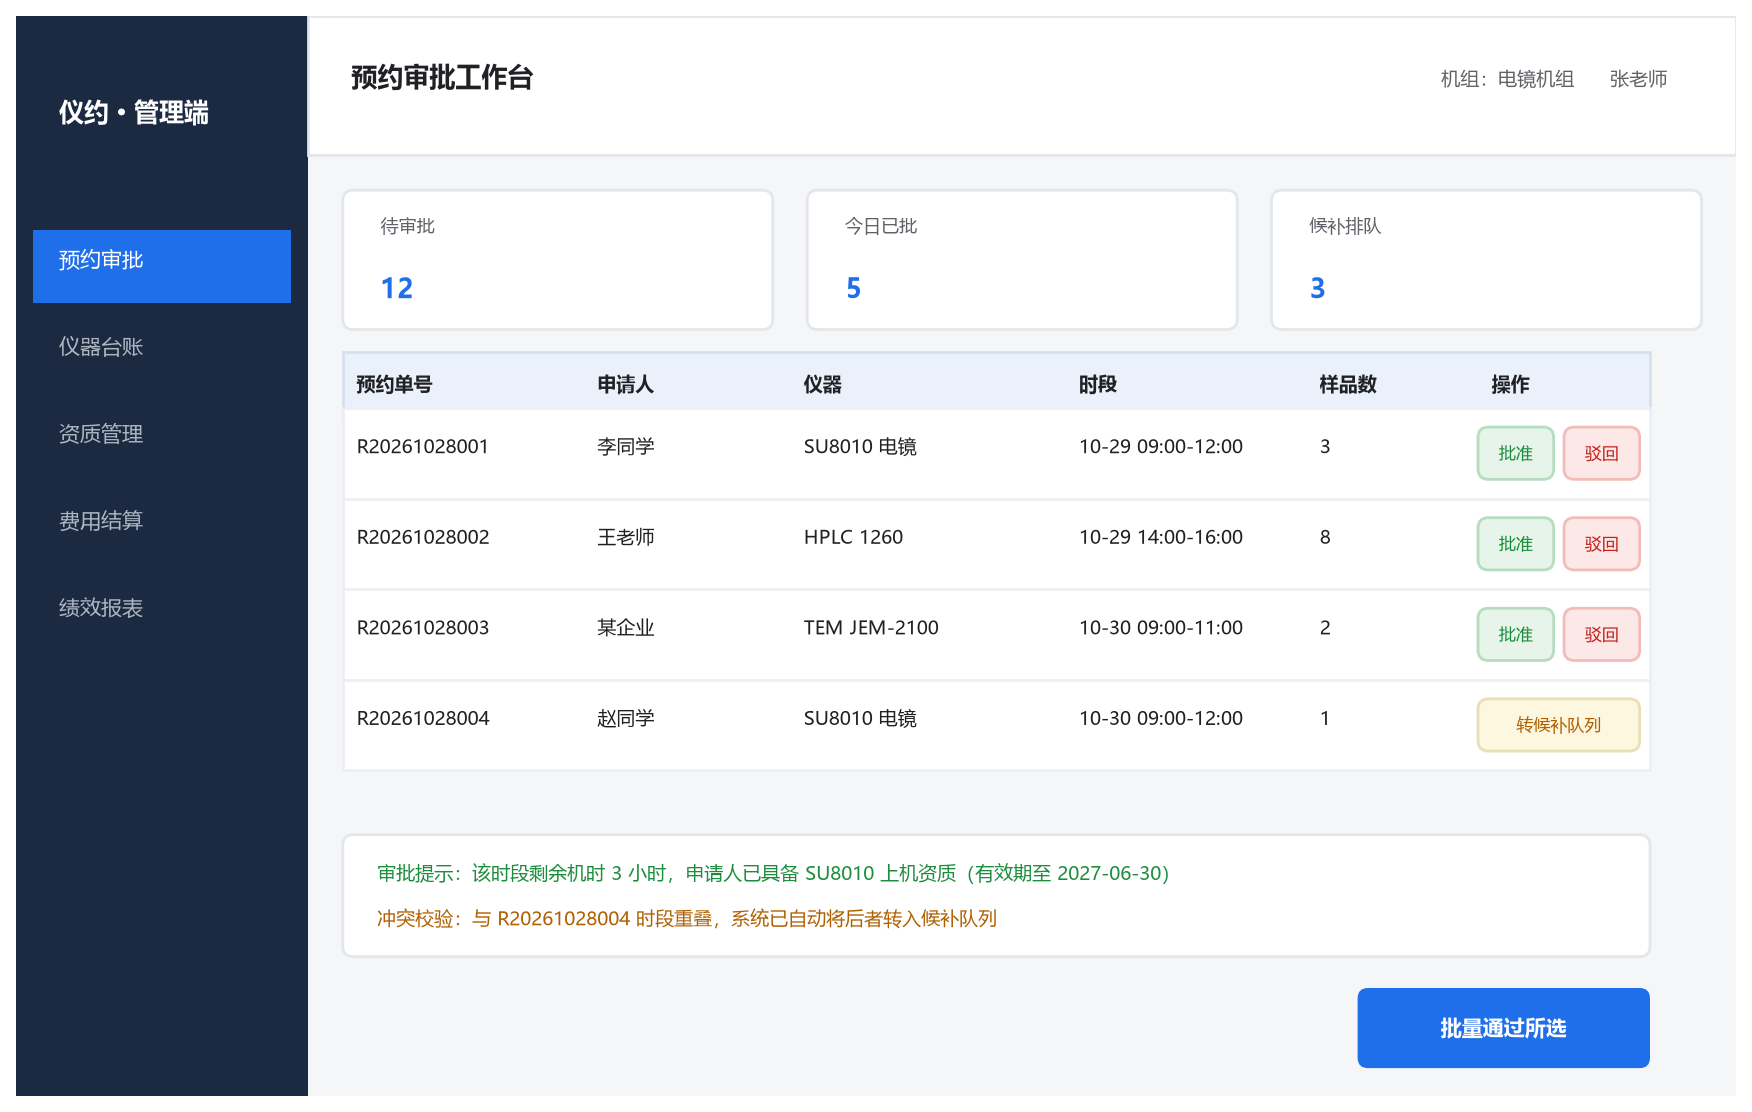 仪约·管理端
预约审批
仪器台账
资质管理
费用结算
绩效报表
预约审批工作台
机组：电镜机组 张老师
待审批
12
今日已批
5
候补排队
3
预约单号 申请人 仪器 时段 样品数 操作
R20261028001 李同学 SU8010 电镜 10-29 09:00-12:00 3 批准 驳回
R20261028002 王老师 HPLC 1260 10-29 14:00-16:00 8 批准 驳回
R20261028003 某企业 TEM JEM-2100 10-30 09:00-11:00 2 批准 驳回
R20261028004 赵同学 SU8010 电镜 10-30 09:00-12:00 1 转候补队列
审批提示：该时段剩余机时 3 小时，申请人已具备 SU8010 上机资质（有效期至 2027-06-30）
冲突校验：与 R20261028004 时段重叠，系统已自动将后者转入候补队列
批量通过所选